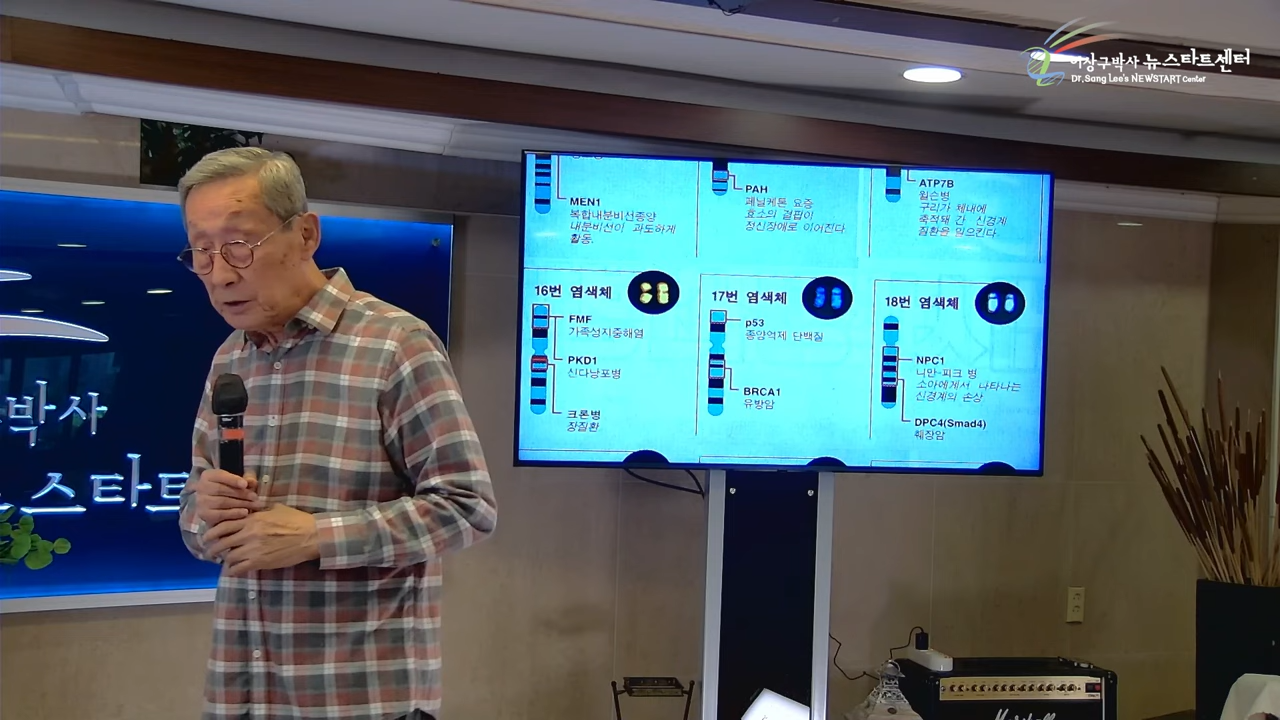 이상구박사 뉴스타트센터
Dr. Sang Lee's NEWSTART Center
MEN1
복합내분비선종양
내분비선이 과도하게
활동.
PAH
페닐케톤 요증
효소의 결핍이
정신장애로 이어진다
ATP7B
윌슨병
구리가 체내에
축적돼 간 신경계
질환을 일으킨다.
16번 염색체
FMF
가족성지중해염
PKD1
신다낭포병
크론병
장질환
17번 염색체
p53
종양억제 단백질
BRCA1
유방암
18번 염색체
NPC1
니만-피크 병
소아에게서 나타나는
신경계의 손상
DPC4(Smad4)
췌장암
박사
스타트
Marshall